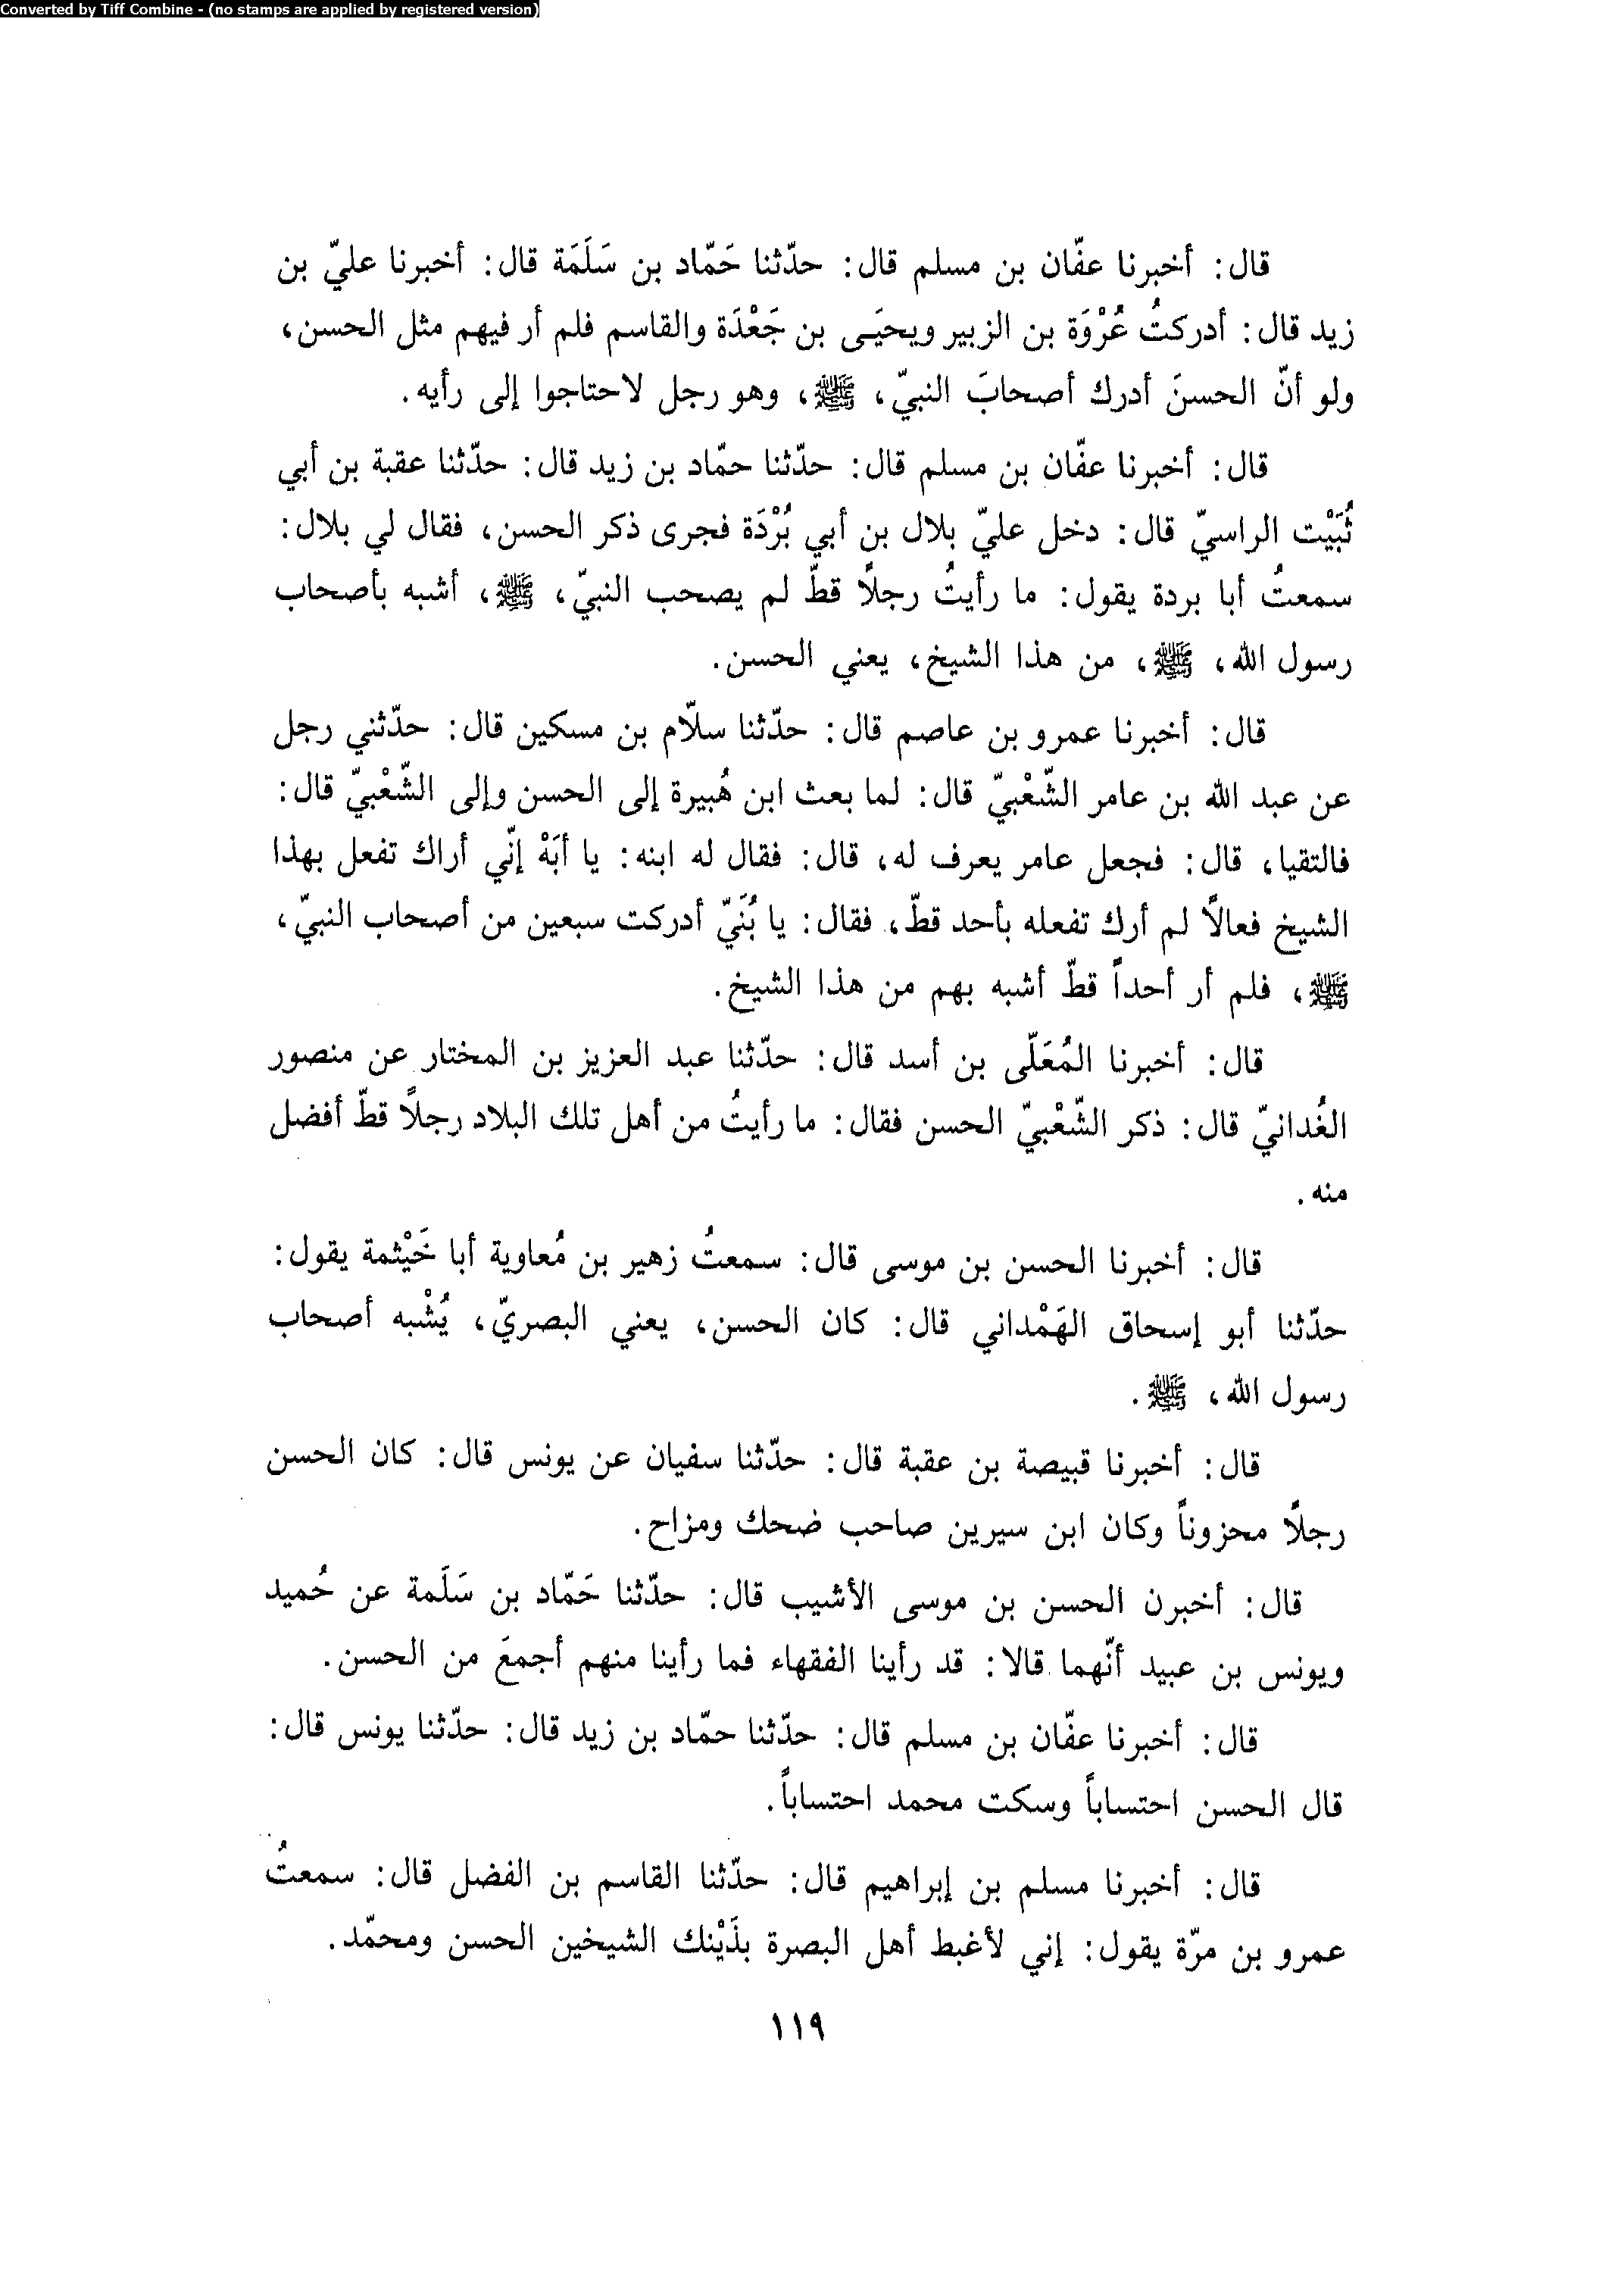 Converted by Tiff Combine - (no stamps are applied by registered version)
قال: أخبرنا عفّان بن مسلم قال: حدّثنا حَمّاد بن سَلَمَة قال: أخبرنا عليّ بن
زيد قال: أدركتُ عُرْوَة بن الزبير ويحيَـى بن جَعْدَة والقاسم فلم أر فيهم مثل الحسن،
ولو أنّ الحسنَ أدرك أصحابَ النبيّ، ﷺ، وهو رجل لاحتاجوا إلى رأيه.
قال: أخبرنا عفّان بن مسلم قال: حدّثنا حمّاد بن زيد قال: حدّثنا عقبة بن أبي
ثُبَيْت الراسيّ قال: دخل عليّ بلال بن أبي بُرْدَة فجرى ذكر الحسن، فقال لي بلال:
سمعتُ أبا بردة يقول: ما رأيتُ رجلاً قطّ لم يصحب النبيّ، ﷺ، أشبه بأصحاب
رسول الله، ﷺ، من هذا الشيخ، يعني الحسن.
قال: أخبرنا عمرو بن عاصم قال: حدّثنا سلّام بن مسكين قال: حدّثني رجل
عن عبد الله بن عامر الشّعْبيّ قال: لما بعث ابن هُبيرة إلى الحسن وإلى الشّعْبيّ قال:
فالتقيا، قال: فجعل عامر يعرف له، قال: فقال له ابنه: يا أبَهْ إنّي أراك تفعل بهذا
الشيخ فعالاً لم أرك تفعله بأحد قطّ، فقال: يا بُنَيّ أدركت سبعين من أصحاب النبيّ،
ﷺ، فلم أر أحداً قطّ أشبه بهم من هذا الشيخ.
قال: أخبرنا المُعَلّى بن أسد قال: حدّثنا عبد العزيز بن المختار عن منصور
الغُدانيّ قال: ذكر الشّعْبيّ الحسن فقال: ما رأيتُ من أهل تلك البلاد رجلاً قطّ أفضل
منه.
قال: أخبرنا الحسن بن موسى قال: سمعتُ زهير بن مُعاوية أبا خَيْثمة يقول:
حدّثنا أبو إسحاق الهَمْداني قال: كان الحسن، يعني البصريّ، يُشْبه أصحاب
رسول الله، ﷺ.
قال: أخبرنا قبيصة بن عقبة قال: حدّثنا سفيان عن يونس قال: كان الحسن
رجلاً محزوناً وكان ابن سيرين صاحب ضحك ومزاح.
قال: أخبرن الحسن بن موسى الأشيب قال: حدّثنا حَمّاد بن سَلَمة عن حُميد
ويونس بن عبيد أنّهما قالا: قد رأينا الفقهاء فما رأينا منهم أجمعَ من الحسن.
قال: أخبرنا عفّان بن مسلم قال: حدّثنا حمّاد بن زيد قال: حدّثنا يونس قال:
قال الحسن احتساباً وسكت محمد احتساباً.
قال: أخبرنا مسلم بن إبراهيم قال: حدّثنا القاسم بن الفضل قال: سمعتُ
عمرو بن مرّة يقول: إني لأغبط أهل البصرة بذَيْنك الشيخين الحسن ومحمّد.
١١٩